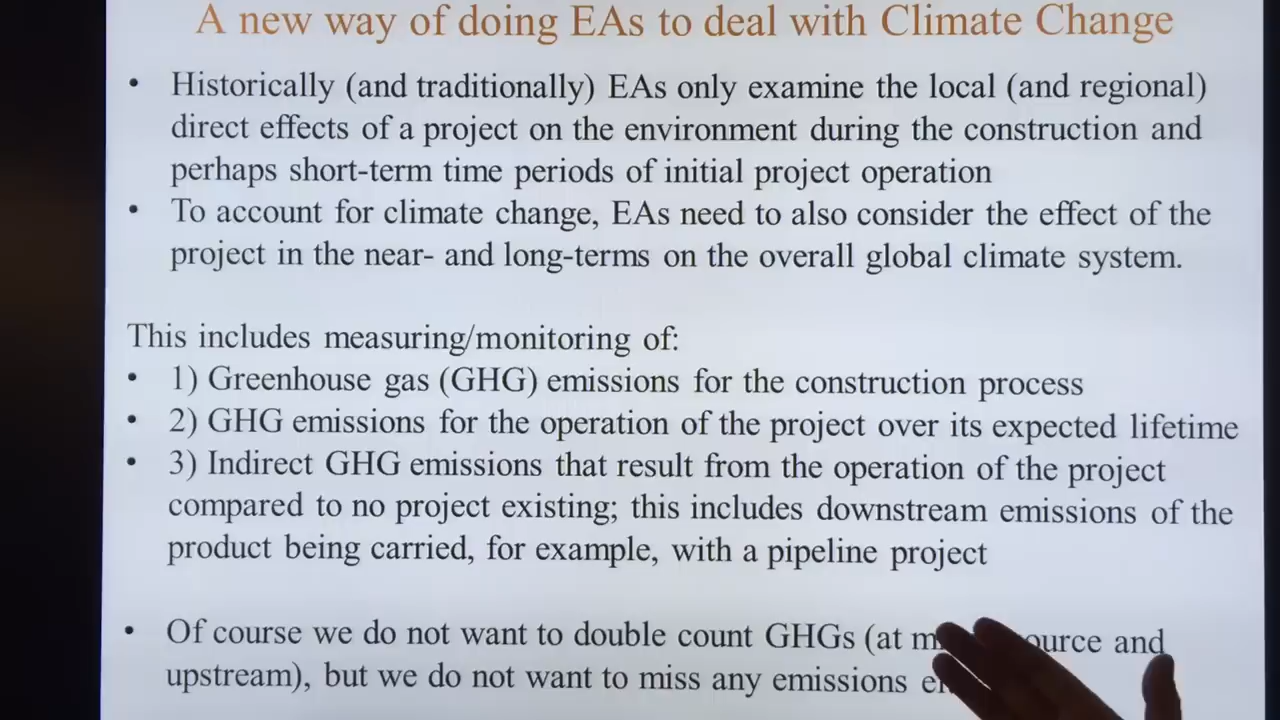 A new way of doing EAs to deal with Climate Change
• Historically (and traditionally) EAs only examine the local (and regional)
direct effects of a project on the environment during the construction and
perhaps short-term time periods of initial project operation
• To account for climate change, EAs need to also consider the effect of the
project in the near- and long-terms on the overall global climate system.
This includes measuring/monitoring of:
• 1) Greenhouse gas (GHG) emissions for the construction process
• 2) GHG emissions for the operation of the project over its expected lifetime
• 3) Indirect GHG emissions that result from the operation of the project
compared to no project existing; this includes downstream emissions of the
product being carried, for example, with a pipeline project
• Of course we do not want to double count GHGs (at and
upstream), but we do not want to miss any emissions